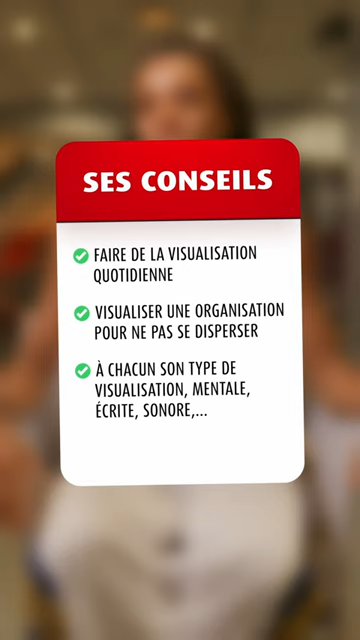 SES CONSEILS
FAIRE DE LA VISUALISATION
QUOTIDIENNE
VISUALISER UNE ORGANISATION
POUR NE PAS SE DISPERSER
À CHACUN SON TYPE DE
VISUALISATION, MENTALE,
ÉCRITE, SONORE,...